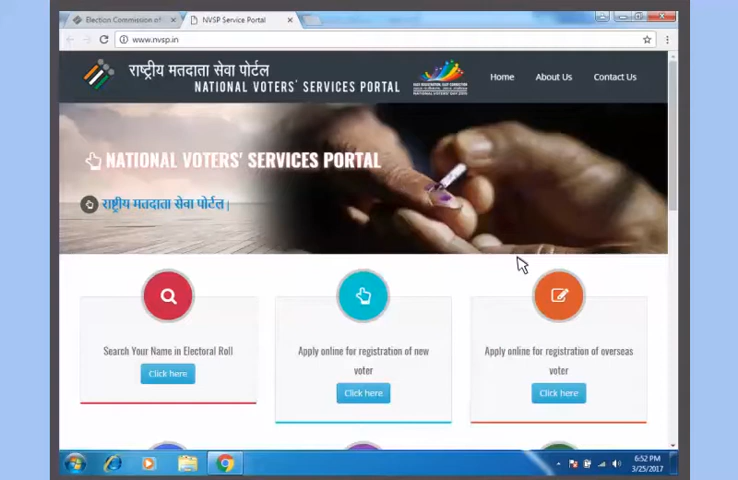 Election Commission of
NVSP Service Portal
www.nvsp.in
राष्ट्रीय मतदाता सेवा पोर्टल
NATIONAL VOTERS' SERVICES PORTAL
Home
About Us
Contact Us
NATIONAL VOTERS' SERVICES PORTAL
राष्ट्रीय मतदाता सेवा पोर्टल|
Search Your Name in Electoral Roll
Click here
Apply online for registration of new
voter
Click here
Apply online for registration of overseas
voter
Click here
6:52 PM
3/25/2017